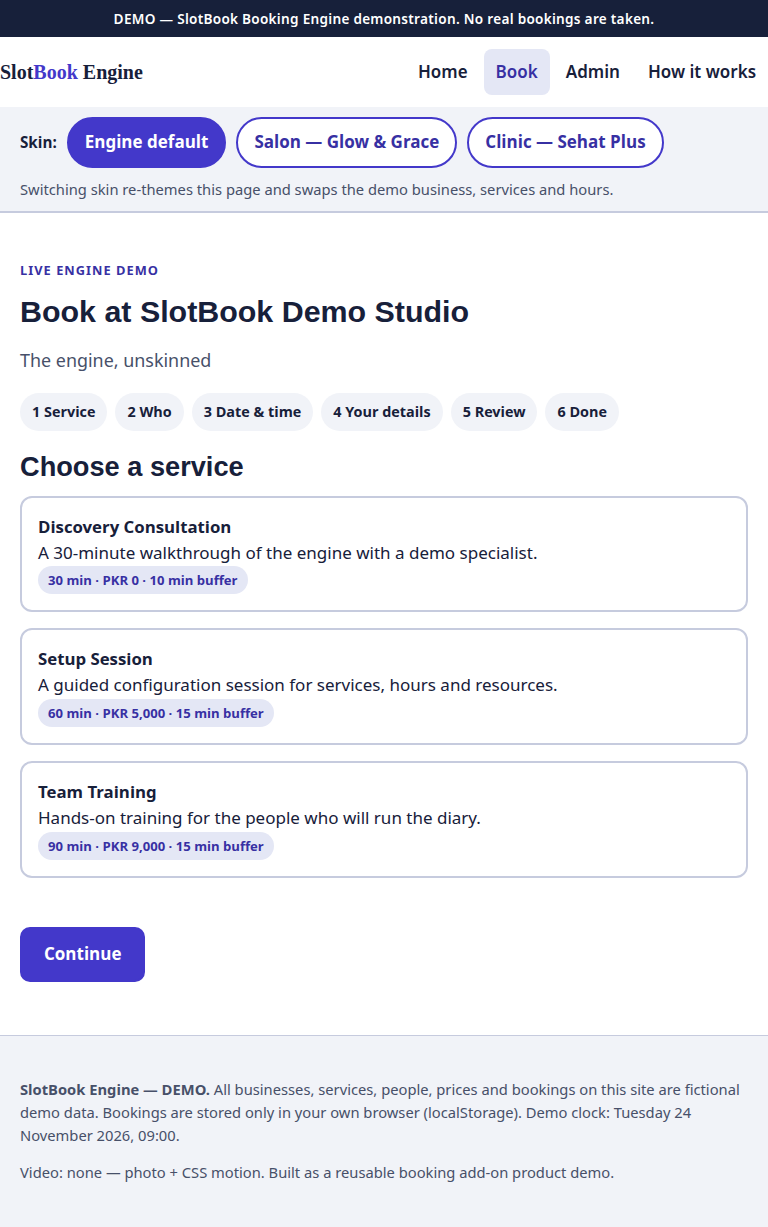 DEMO — SlotBook Booking Engine demonstration. No real bookings are taken.
SlotBook Engine
Home
Book
Admin
How it works
Skin:
Engine default
Salon — Glow & Grace
Clinic — Sehat Plus
Switching skin re-themes this page and swaps the demo business, services and hours.
LIVE ENGINE DEMO
Book at SlotBook Demo Studio
The engine, unskinned
1 Service
2 Who
3 Date & time
4 Your details
5 Review
6 Done
Choose a service
Discovery Consultation
A 30-minute walkthrough of the engine with a demo specialist.
30 min · PKR 0 · 10 min buffer
Setup Session
A guided configuration session for services, hours and resources.
60 min · PKR 5,000 · 15 min buffer
Team Training
Hands-on training for the people who will run the diary.
90 min · PKR 9,000 · 15 min buffer
Continue
SlotBook Engine — DEMO. All businesses, services, people, prices and bookings on this site are fictional
demo data. Bookings are stored only in your own browser (localStorage). Demo clock: Tuesday 24
November 2026, 09:00.
Video: none — photo + CSS motion. Built as a reusable booking add-on product demo.